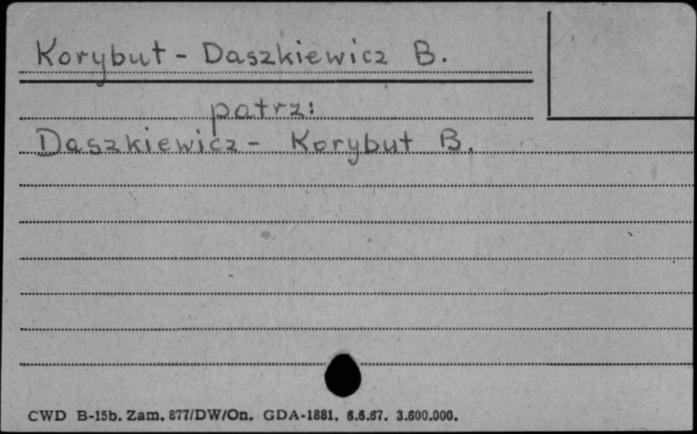 Korybut - Daszkiewicz B.
patrz:
Daszkiewicz - Korybut B.
CWD B-15b. Zam. 877/DW/On. GDA-1881. 6.6.67. 3.600.000.